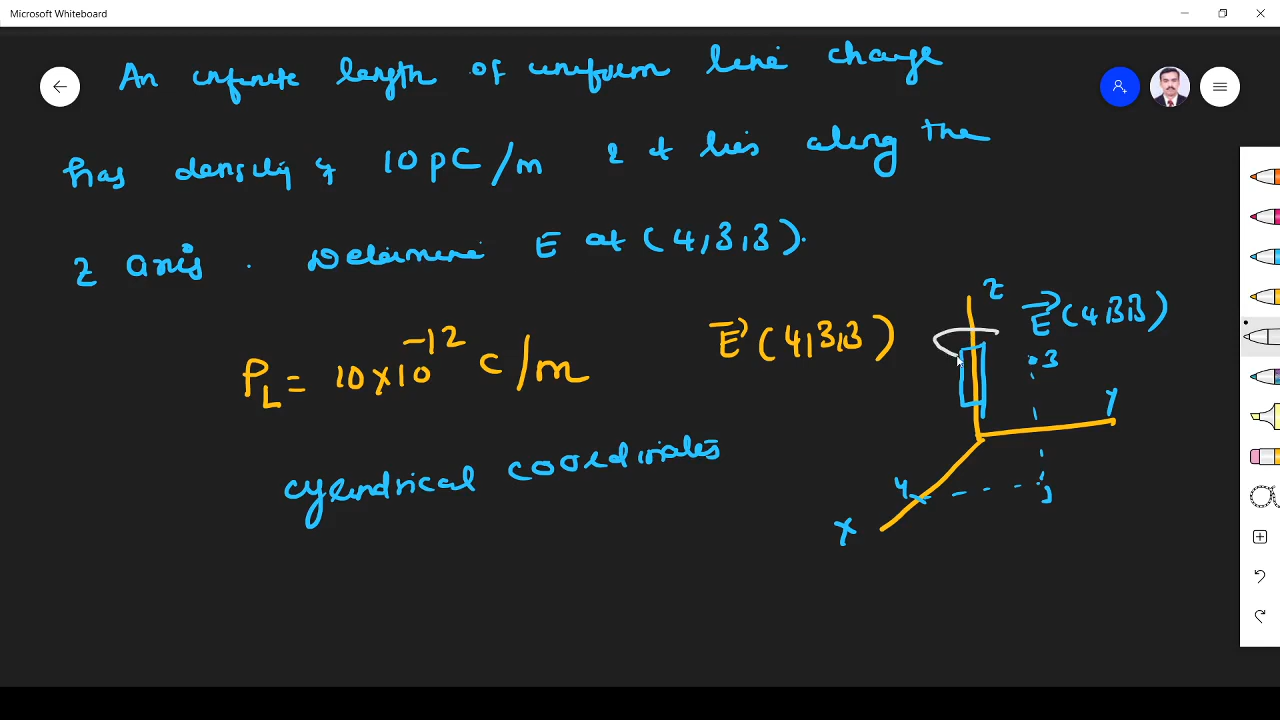 Microsoft Whiteboard
An infinite length of uniform line charge
has density of 10 pC/m & it lies along the
z axis. Determine E at (4,3,3).
ρL = 10×10⁻¹² C/m
E⃗ (4,3,3)
z
E⃗ (4,3,3)
3
y
cylindrical coordinates
4
3
x